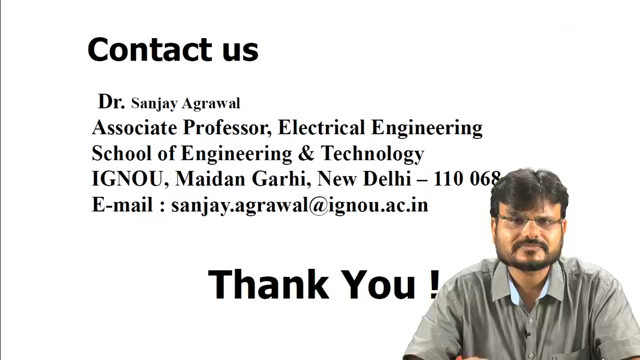 Contact us
Dr. Sanjay Agrawal
Associate Professor, Electrical Engineering
School of Engineering & Technology
IGNOU, Maidan Garhi, New Delhi – 110 068
E-mail : sanjay.agrawal@ignou.ac.in
Thank You !